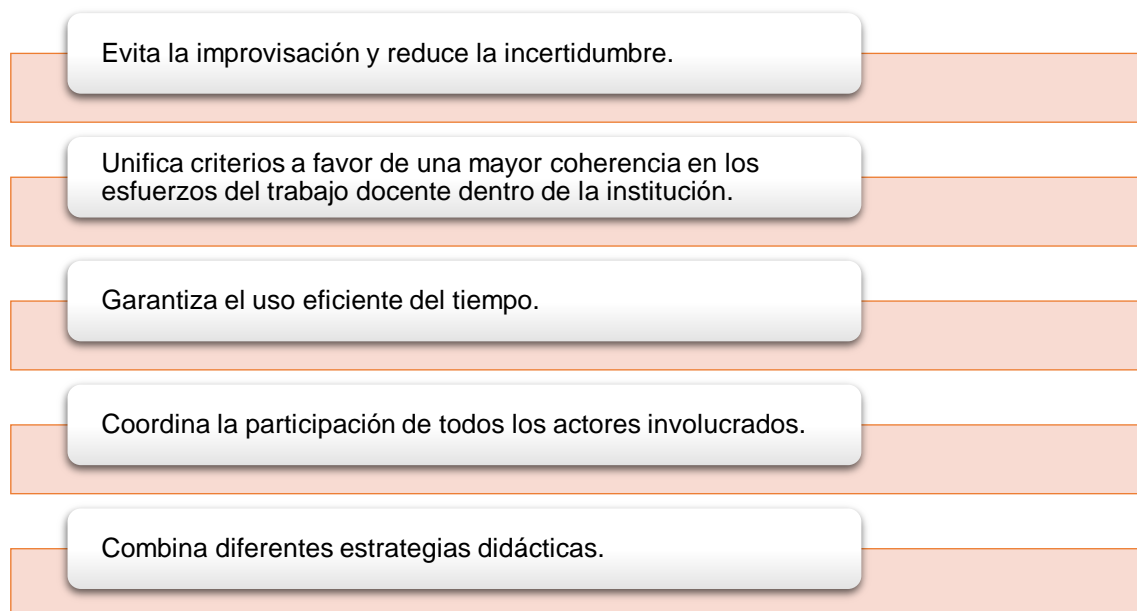 Evita la improvisación y reduce la incertidumbre.
Unifica criterios a favor de una mayor coherencia en los
esfuerzos del trabajo docente dentro de la institución.
Garantiza el uso eficiente del tiempo.
Coordina la participación de todos los actores involucrados.
Combina diferentes estrategias didácticas.